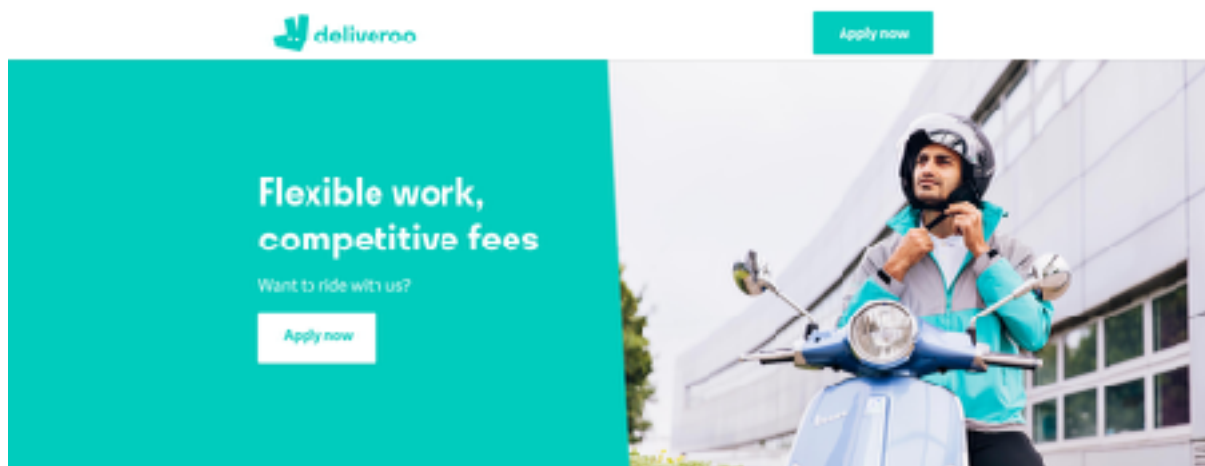 deliveroo
Apply now
Flexible work,
competitive fees
Want to ride with us?
Apply now